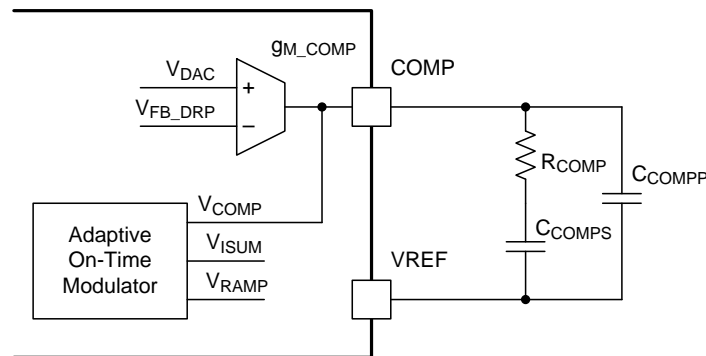 gM_COMP
COMP
VDAC
VFB_DRP
RCOMP
CCOMPP
VCOMP
CCOMPS
Adaptive
On-Time
Modulator
VISUM
VREF
VRAMP